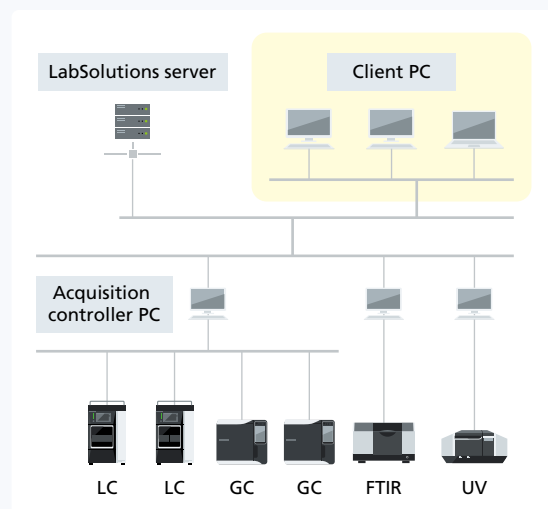 LabSolutions server
Client PC
Acquisition
controller PC
LC
LC
GC
GC
FTIR
UV